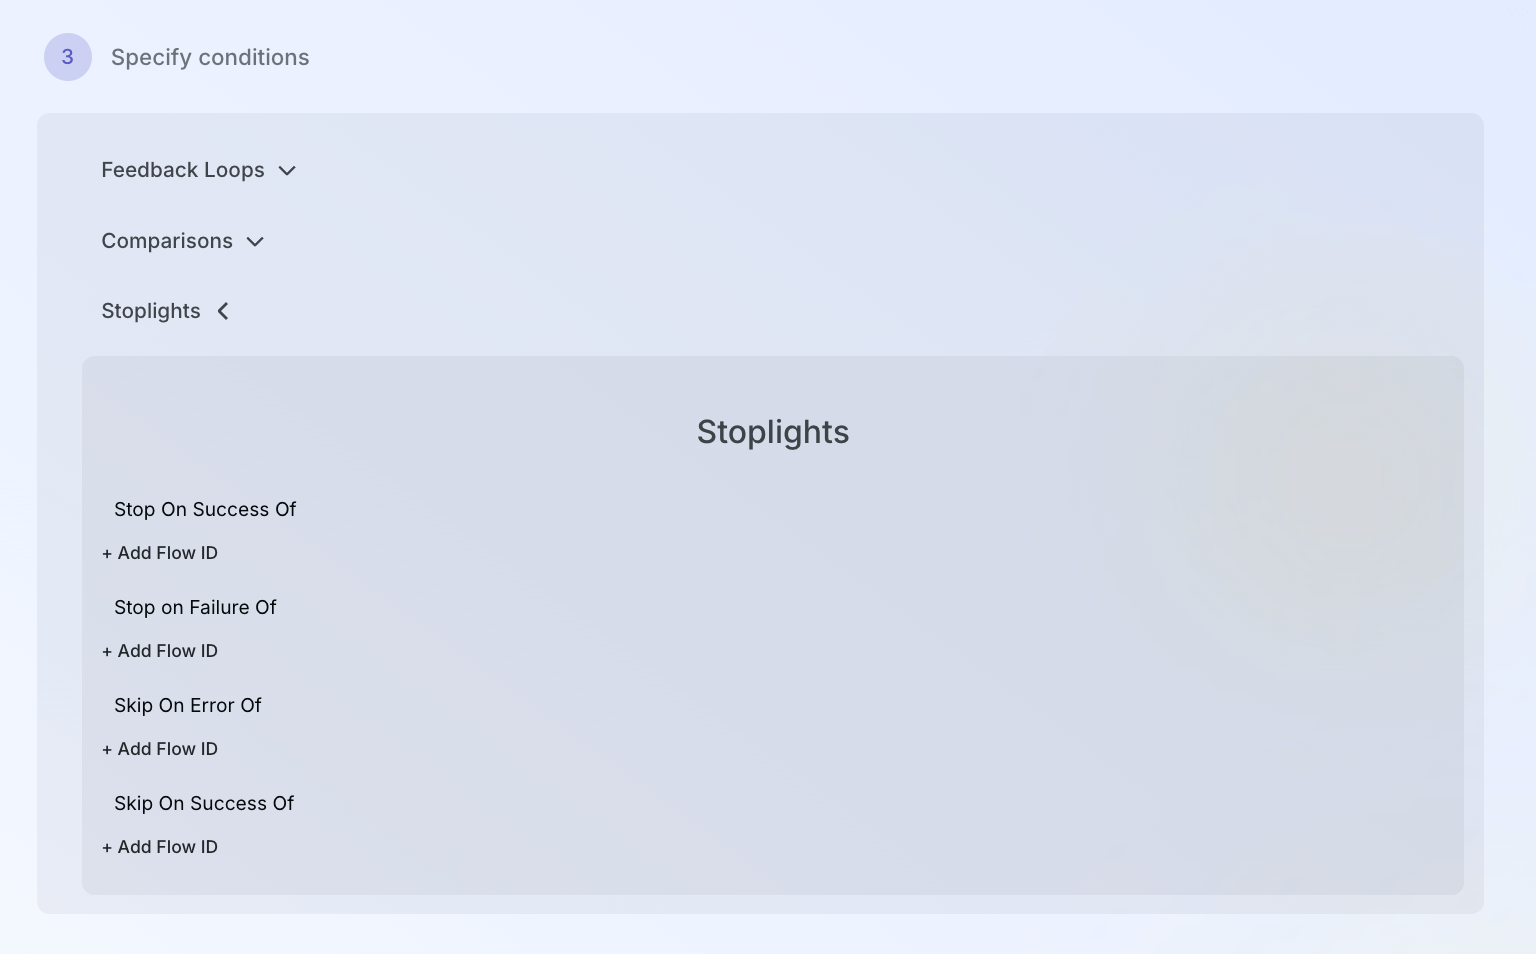 3 Specify conditions
Feedback Loops
Comparisons
Stoplights
Stoplights
Stop On Success Of
+ Add Flow ID
Stop on Failure Of
+ Add Flow ID
Skip On Error Of
+ Add Flow ID
Skip On Success Of
+ Add Flow ID